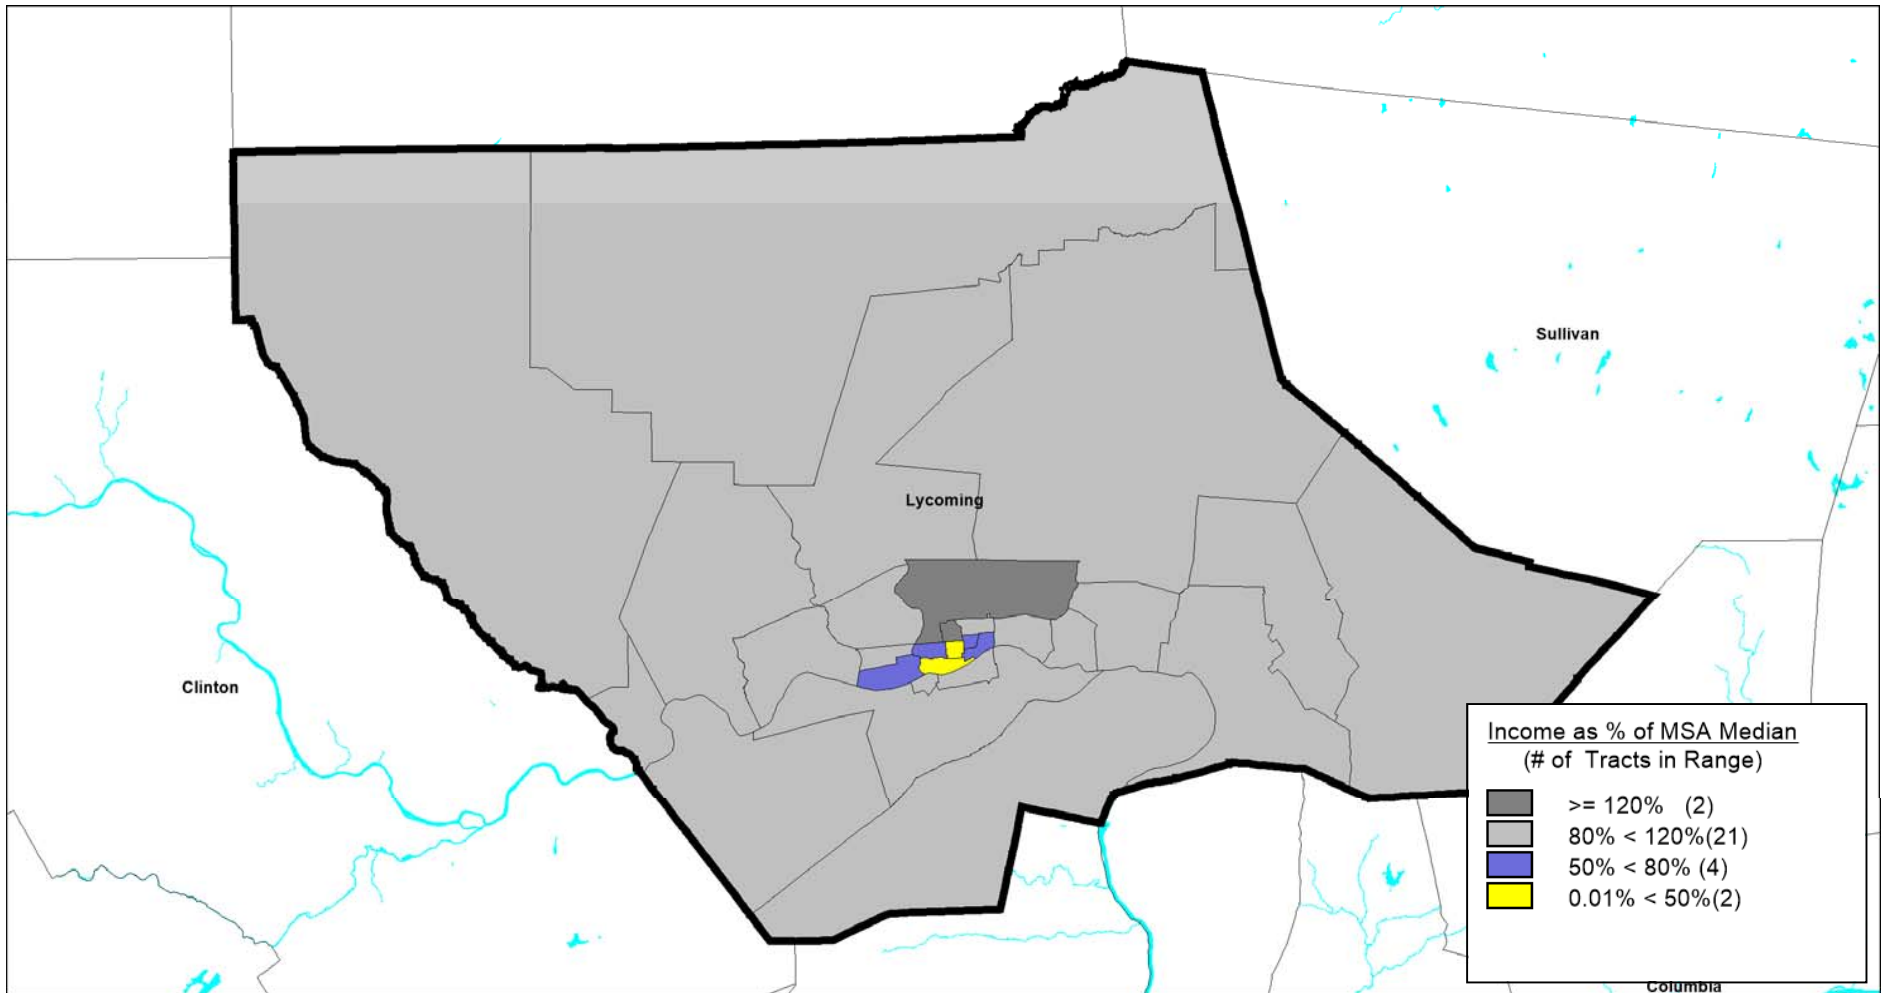 Sullivan
Lycoming
Clinton
Income as % of MSA Median
(# of Tracts in Range)
>= 120% (2)
80% < 120%(21)
50% < 80% (4)
0.01% < 50%(2)
Columbia